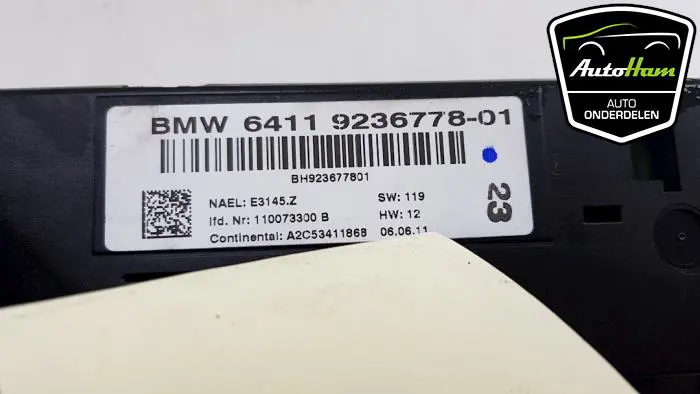 AutoHam
AUTO
ONDERDELEN
BMW 6411 9236778-01
BH923677801
NAEL: E3145.Z SW: 119
lfd. Nr: 110073300 B HW: 12
Continental: A2C53411868 06.06.11
23